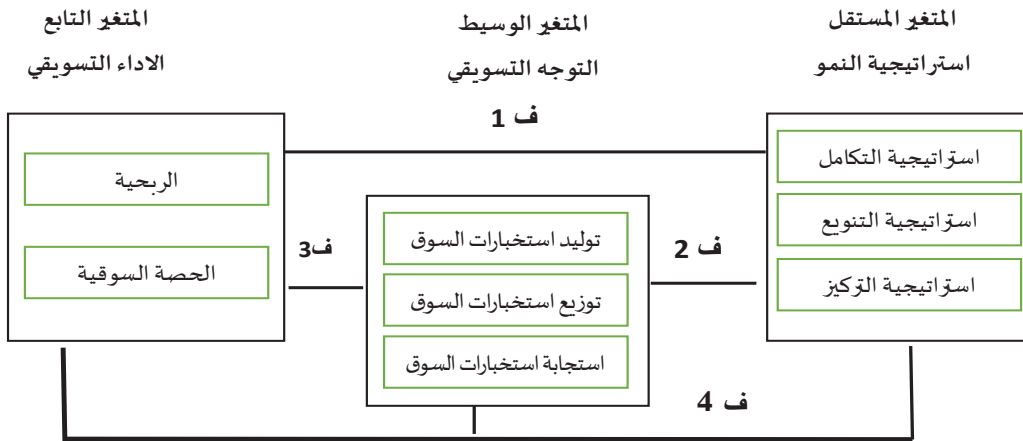 المتغير المستقل
استراتيجية النمو
المتغير الوسيط
التوجه التسويقي
المتغير التابع
الاداء التسويقي
ف 1
استراتيجية التكامل
استراتيجية التنويع
استراتيجية التركيز
ف 2
توليد استخبارات السوق
توزيع استخبارات السوق
استجابة استخبارات السوق
ف3
الربحية
الحصة السوقية
ف 4